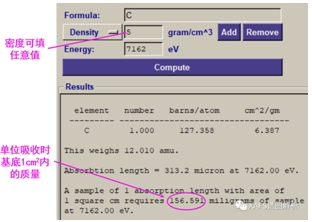 Formula: C
Density 5 gram/cm^3 Add Remove
Energy: 7162 eV
Compute
Results
element number barns/atom cm^2/gm
C 1.000 127.358 6.387
This weighs 12.010 amu.
Absorbtion length = 313.2 micron at 7162.00 eV.
A sample of 1 absorption length with area of
1 square cm requires 156.591 miligrams of sample
at 7162.00 eV.
密度可填
任意值
单位吸收时
基底1cm²内
的质量